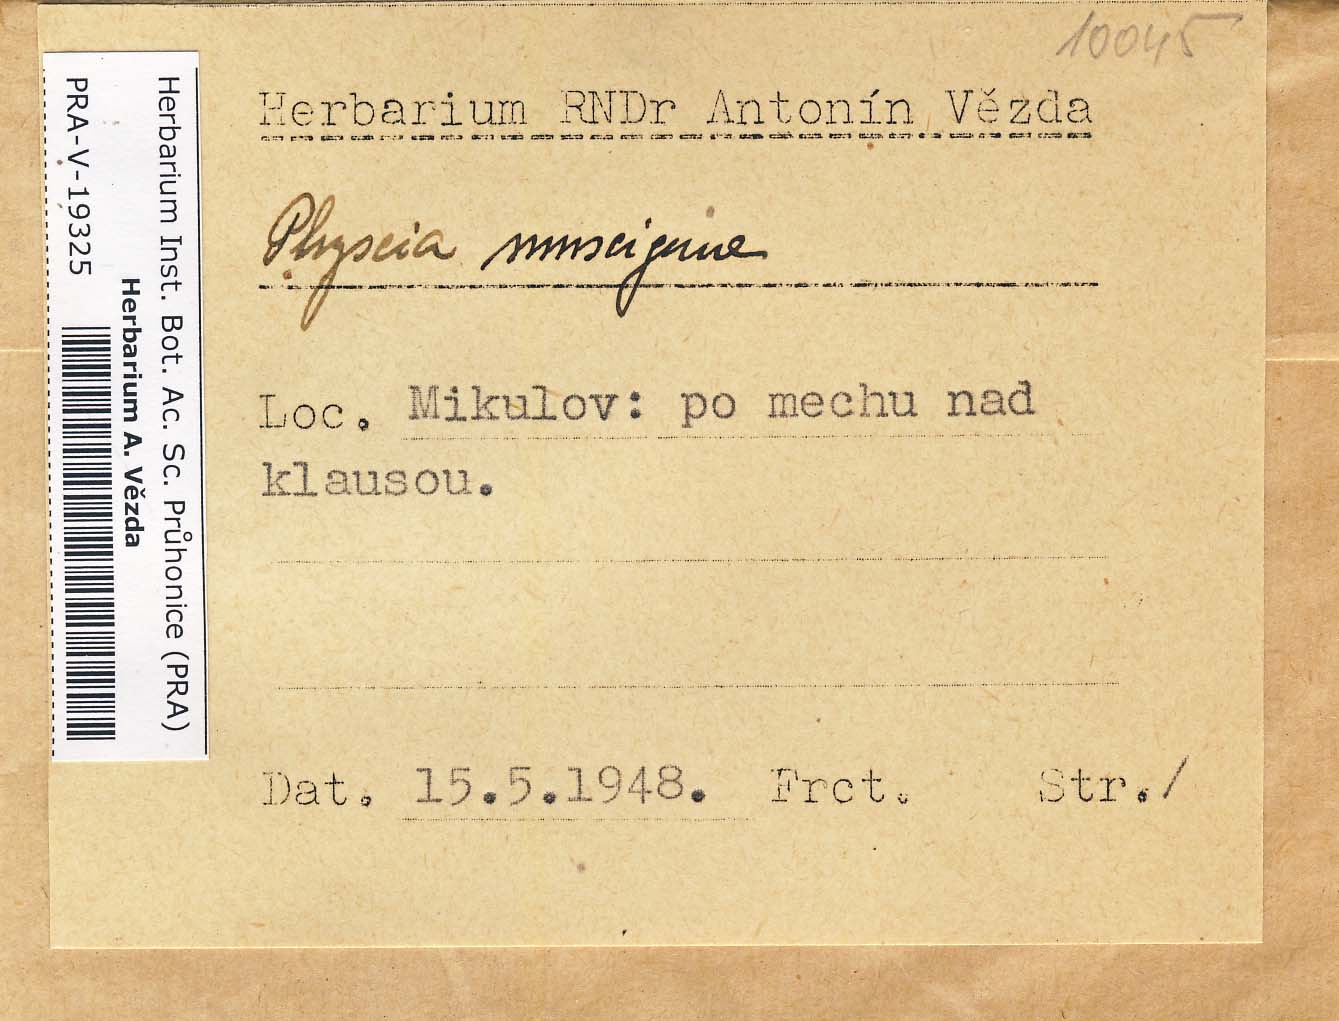 10045
Herbarium RNDr Antonín Vězda
Physcia muscigena
Loc. Mikulov: po mechu nad
klausou.
Dat. 15.5.1948. Frct. Str./
Herbarium Inst. Bot. Ac. Sc. Průhonice (PRA)
Herbarium A. Vězda
PRA-V-19325